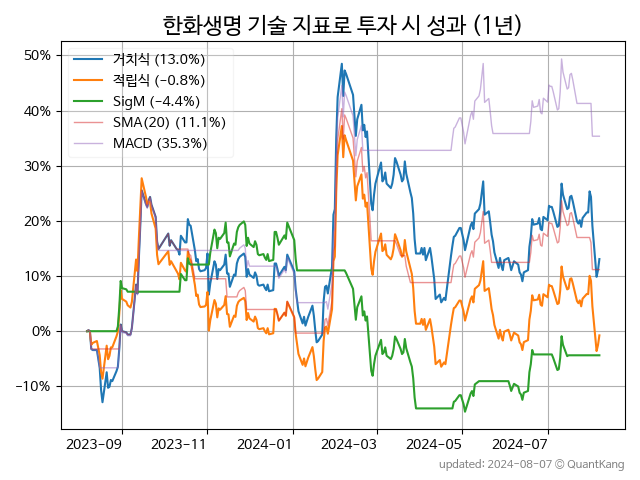 한화생명 기술 지표로 투자 시 성과 (1년)
거치식 (13.0%)
적립식 (−0.8%)
SigM (−4.4%)
SMA(20) (11.1%)
MACD (35.3%)
50%
40%
30%
20%
10%
0%
−10%
2023-09
2023-11
2024-01
2024-03
2024-05
2024-07
updated: 2024-08-07 © QuantKang